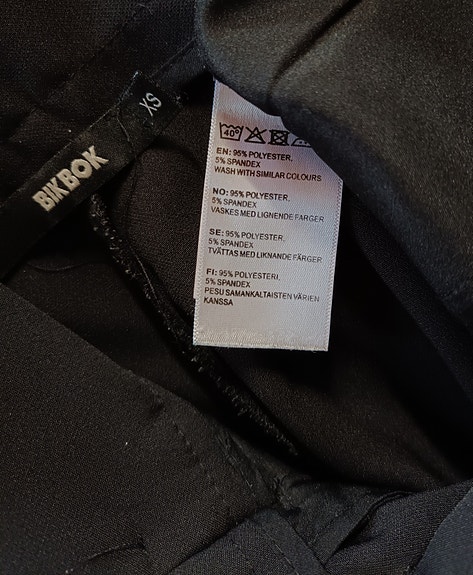 BIKBOK
XS
40°
EN: 95% POLYESTER,
5% SPANDEX
WASH WITH SIMILAR COLOURS
NO: 95% POLYESTER,
5% SPANDEX
VASKES MED LIGNENDE FARGER
SE: 95% POLYESTER,
5% SPANDEX
TVÄTTAS MED LIKNANDE FÄRGER
FI: 95% POLYESTERI,
5% SPANDEX
PESU SAMANKALTAISTEN VÄRIEN
KANSSA